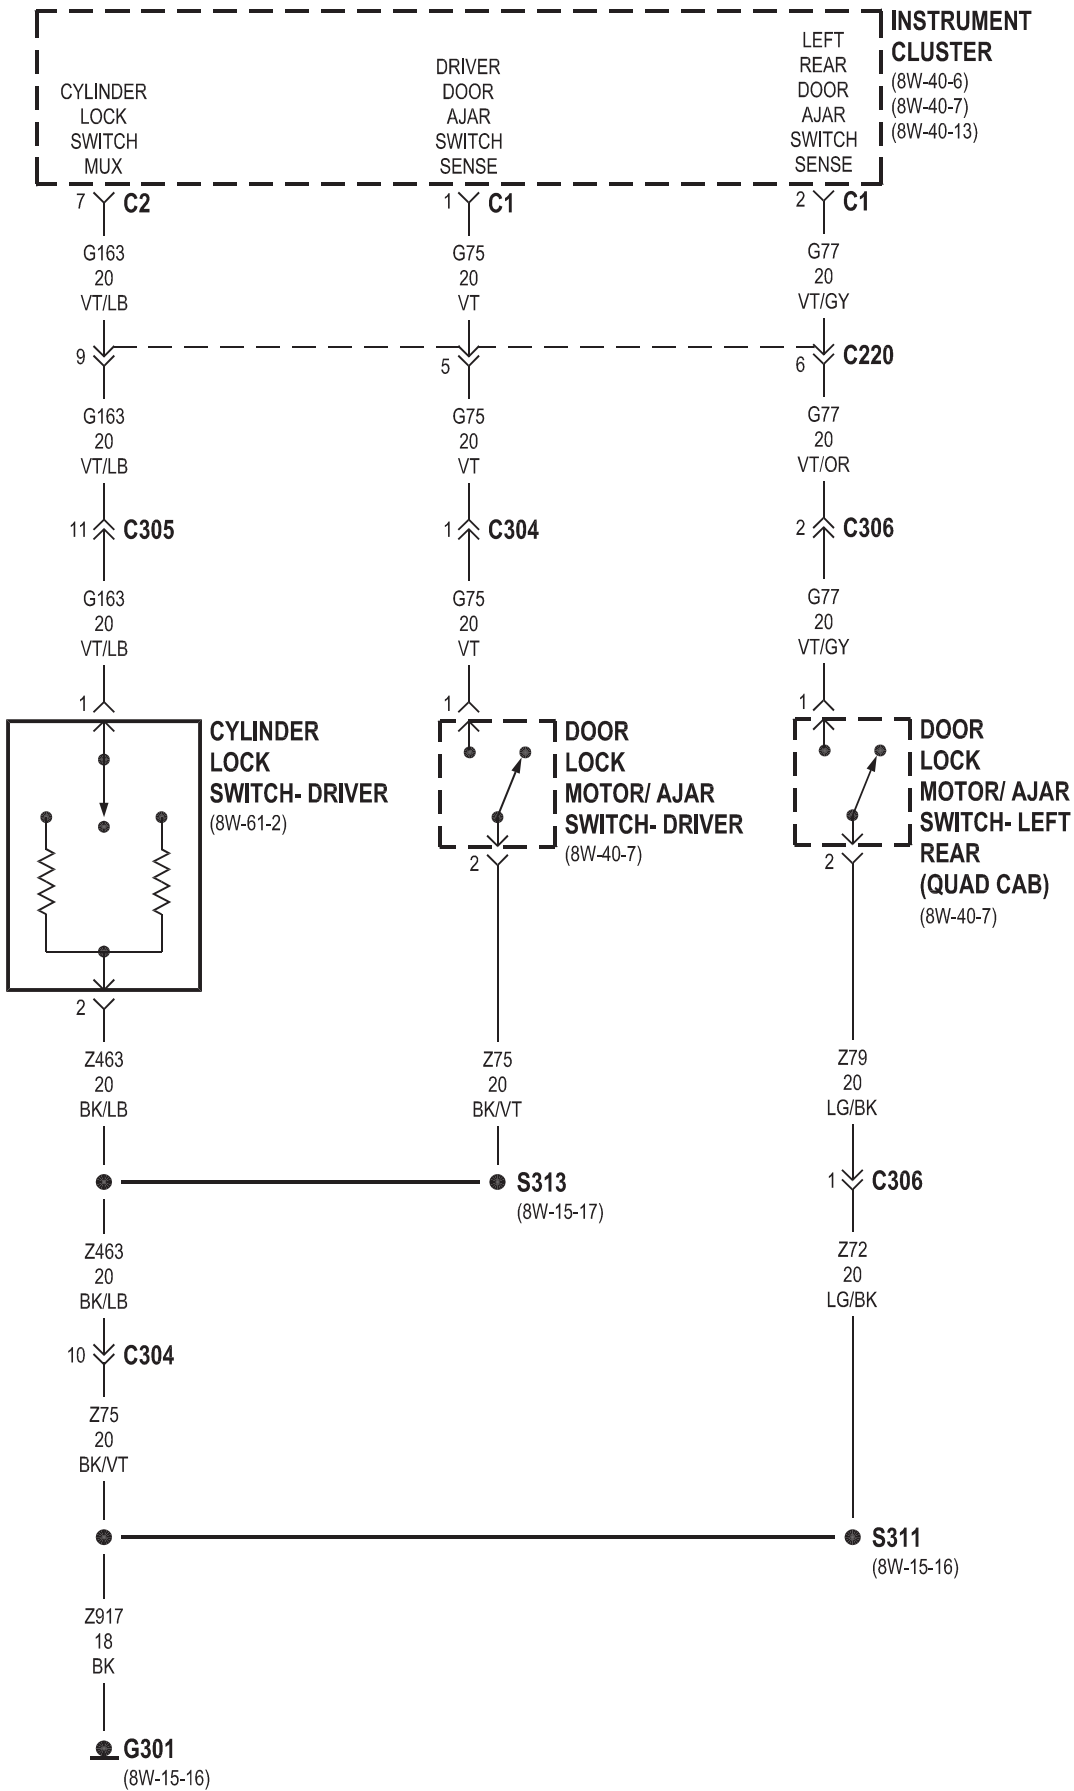 INSTRUMENT
CLUSTER
(8W-40-6)
(8W-40-7)
(8W-40-13)
CYLINDER
LOCK
SWITCH
MUX
DRIVER
DOOR
AJAR
SWITCH
SENSE
LEFT
REAR
DOOR
AJAR
SWITCH
SENSE
7 C2
1 C1
2 C1
G163
20
VT/LB
G75
20
VT
G77
20
VT/GY
9
5
6 C220
G163
20
VT/LB
G75
20
VT
G77
20
VT/OR
11 C305
1 C304
2 C306
G163
20
VT/LB
G75
20
VT
G77
20
VT/GY
1
1
1
CYLINDER
LOCK
SWITCH- DRIVER
(8W-61-2)
DOOR
LOCK
MOTOR/ AJAR
SWITCH- DRIVER
(8W-40-7)
DOOR
LOCK
MOTOR/ AJAR
SWITCH- LEFT
REAR
(QUAD CAB)
(8W-40-7)
2
2
2
Z463
20
BK/LB
Z75
20
BK/VT
Z79
20
LG/BK
S313
(8W-15-17)
1 C306
Z463
20
BK/LB
Z72
20
LG/BK
10 C304
Z75
20
BK/VT
S311
(8W-15-16)
Z917
18
BK
G301
(8W-15-16)